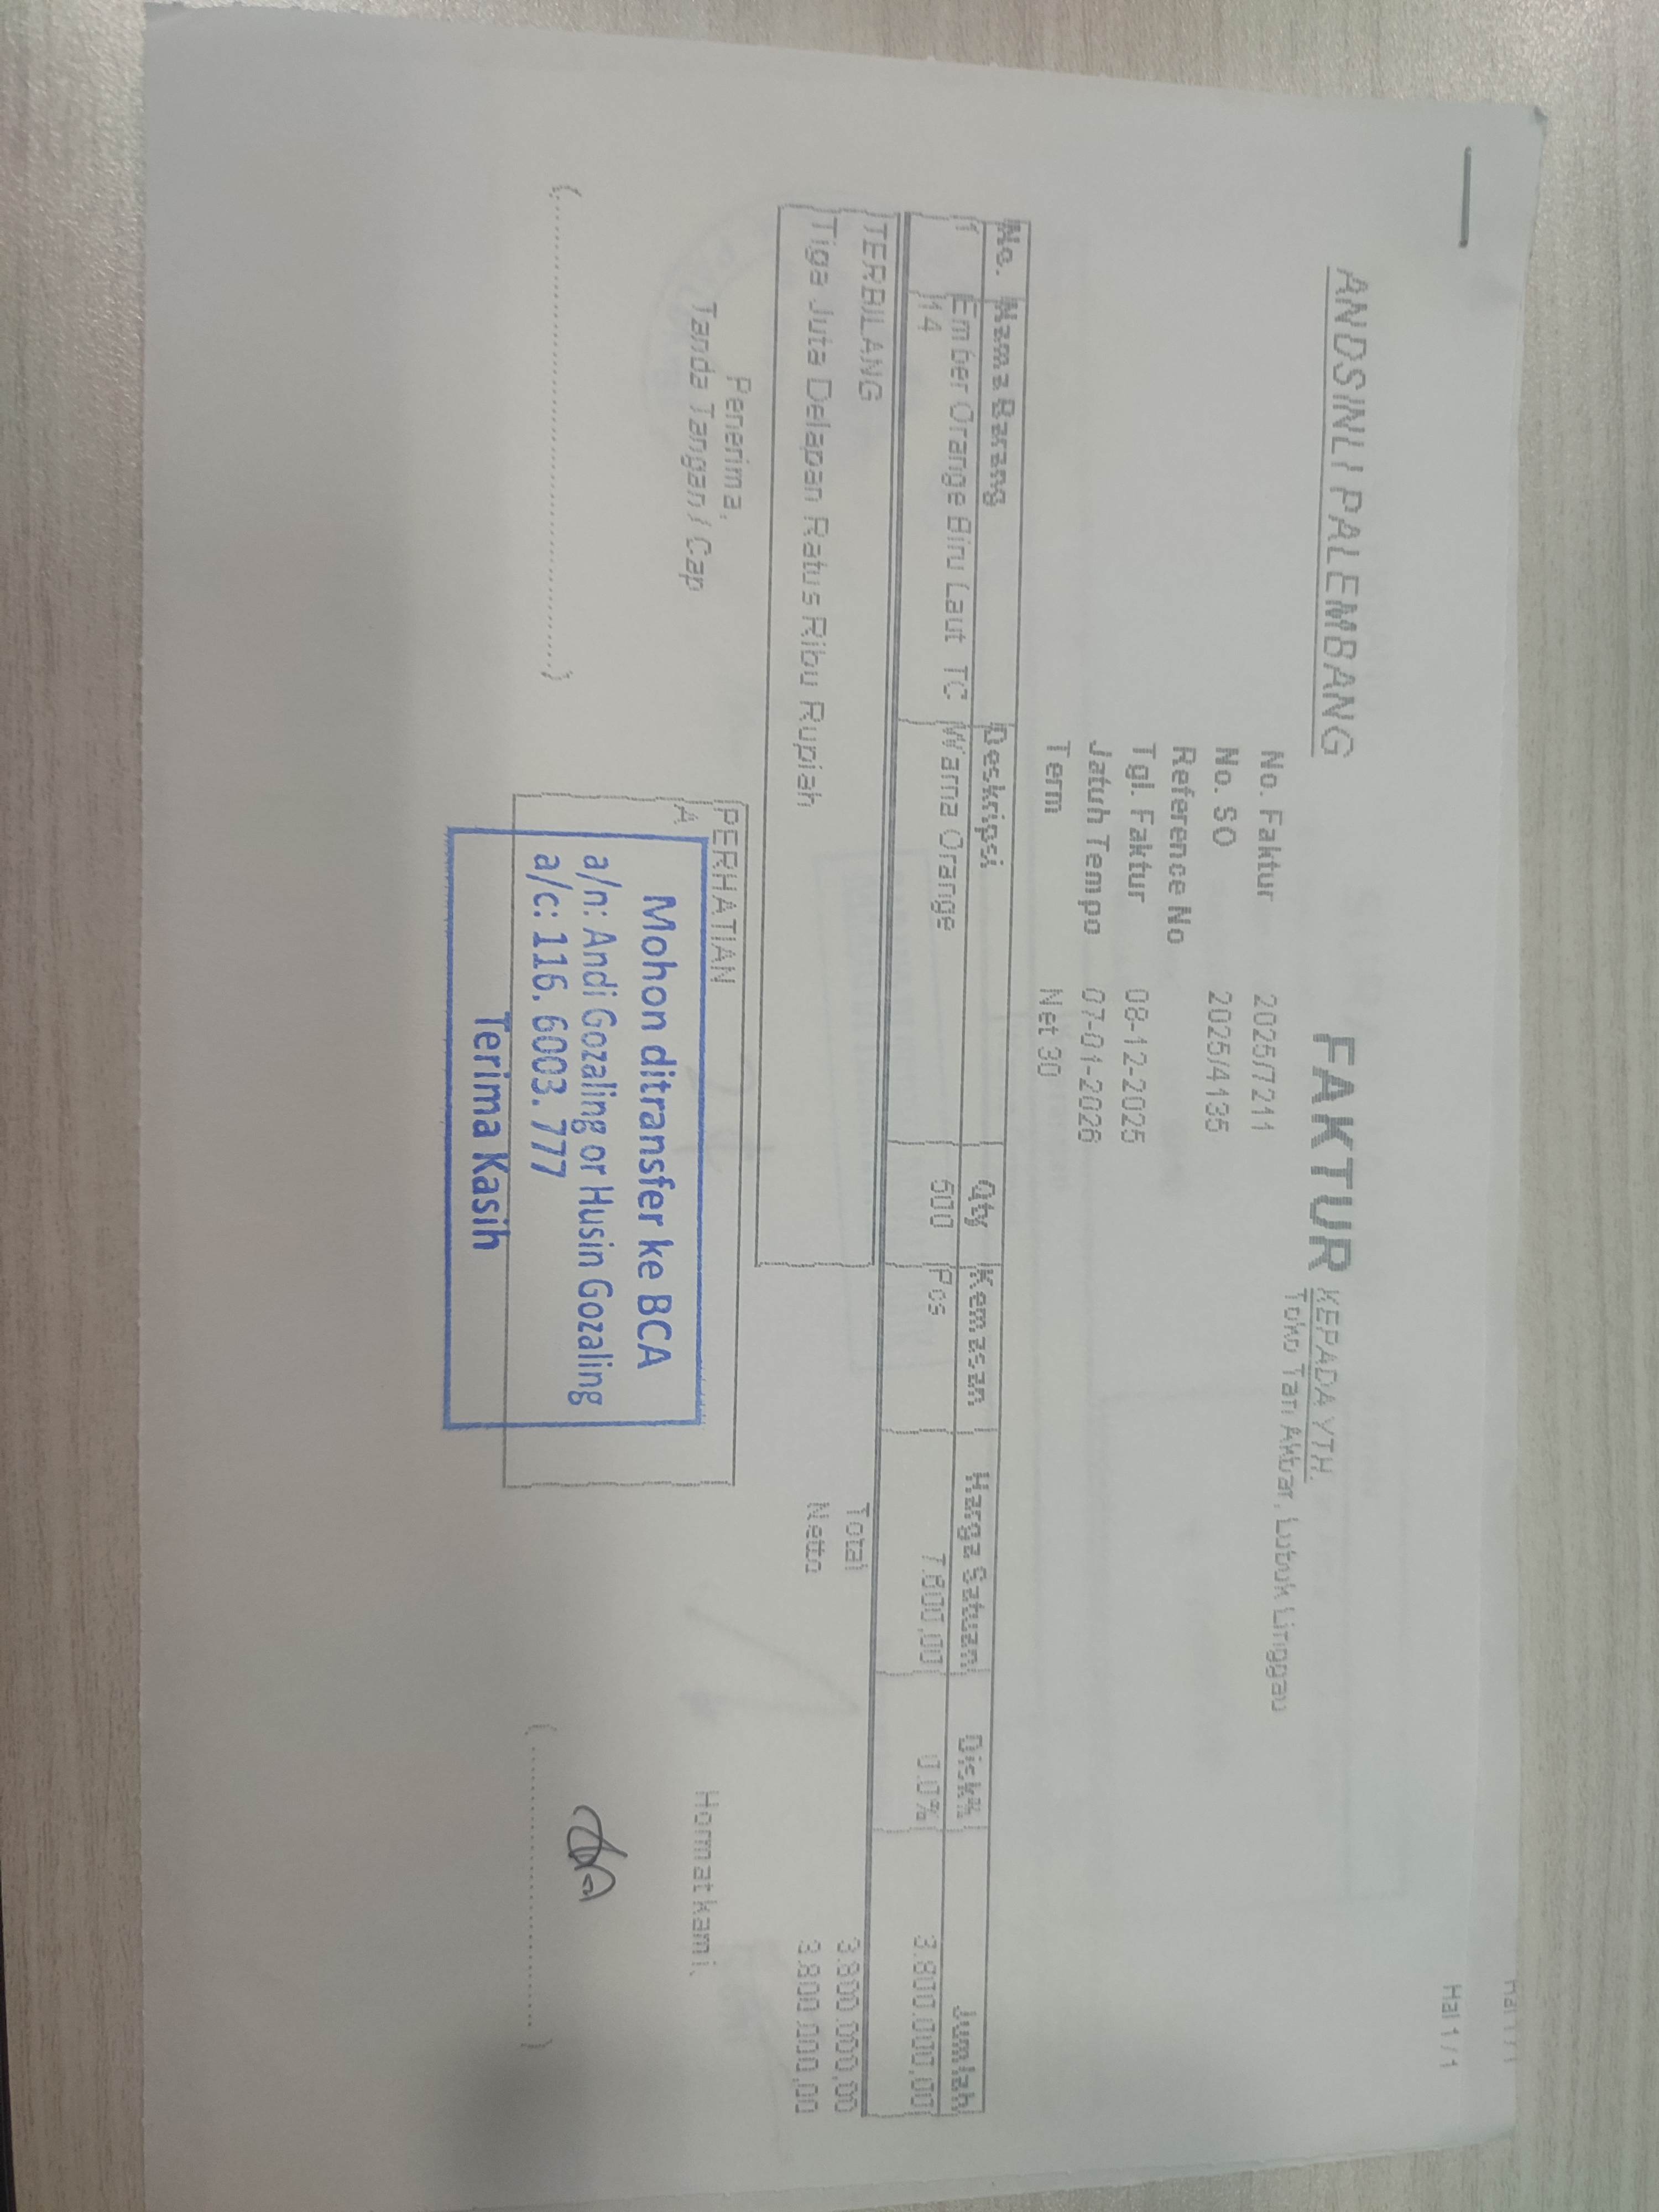 Hal 1 / 1
Hal 1 / 1
ANDSINLI PALEMBANG
FAKTUR
KEPADA YTH.
Toko Tari Akbar, Lubuk Linggau
No. Faktur 2025/7211
No. SO 2025/4135
Reference No
Tgl. Faktur 08-12-2025
Jatuh Tempo 07-01-2026
Term Net 30
No. Nama Barang Deskripsi Qty Kemasan Harga Satuan Disk% Jumlah
1 Ember Orange Biru Laut TC Warna Orange 500 Pcs 7.600,00 0.0% 3.800.000,00
14
TERBILANG
Tiga Juta Delapan Ratus Ribu Rupiah
Total 3.800.000,00
Netto 3.800.000,00
Penerima,
Tanda Tangan / Cap
PERHATIAN
A
Mohon ditransfer ke BCA
a/n: Andi Gozaling or Husin Gozaling
a/c: 116. 6003. 777
Terima Kasih
Hormat kami,